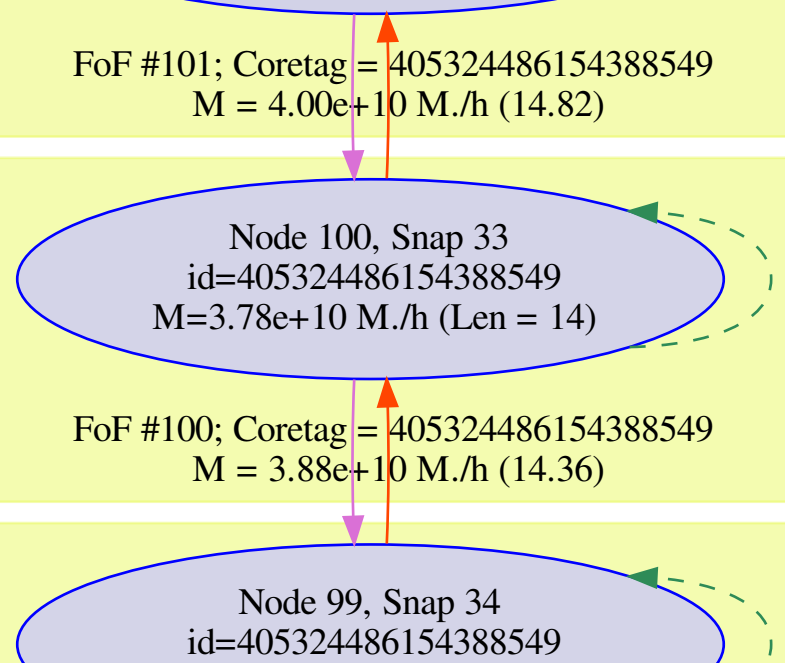 FoF #101; Coretag = 405324486154388549
M = 4.00e+10 M./h (14.82)
Node 100, Snap 33
id=405324486154388549
M=3.78e+10 M./h (Len = 14)
FoF #100; Coretag = 405324486154388549
M = 3.88e+10 M./h (14.36)
Node 99, Snap 34
id=405324486154388549